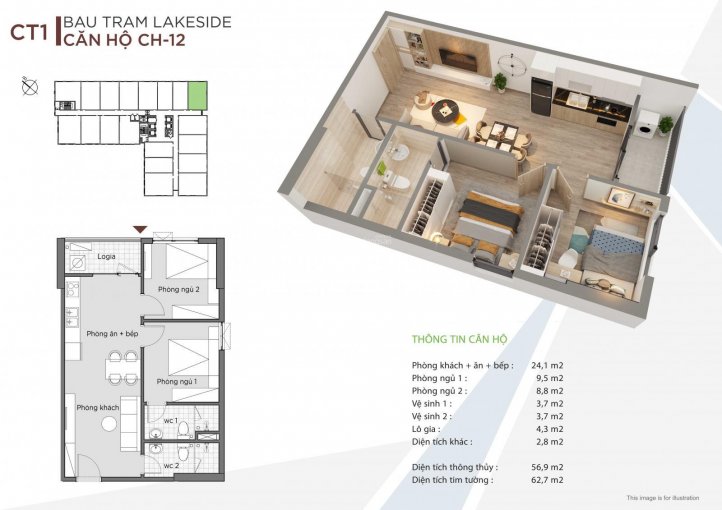 CT1
BAU TRAM LAKESIDE
CĂN HỘ CH-12
Logia
Phòng ngủ 2
Phòng ăn + bếp
Phòng ngủ 1
Phòng khách
wc 1
wc 2
THÔNG TIN CĂN HỘ
Phòng khách + ăn + bếp : 24,1 m2
Phòng ngủ 1 : 9,5 m2
Phòng ngủ 2 : 8,8 m2
Vệ sinh 1 : 3,7 m2
Vệ sinh 2 : 3,7 m2
Lô gia : 4,3 m2
Diện tích khác : 2,8 m2
Diện tích thông thủy : 56,9 m2
Diện tích tim tường : 62,7 m2
This image is for illustration